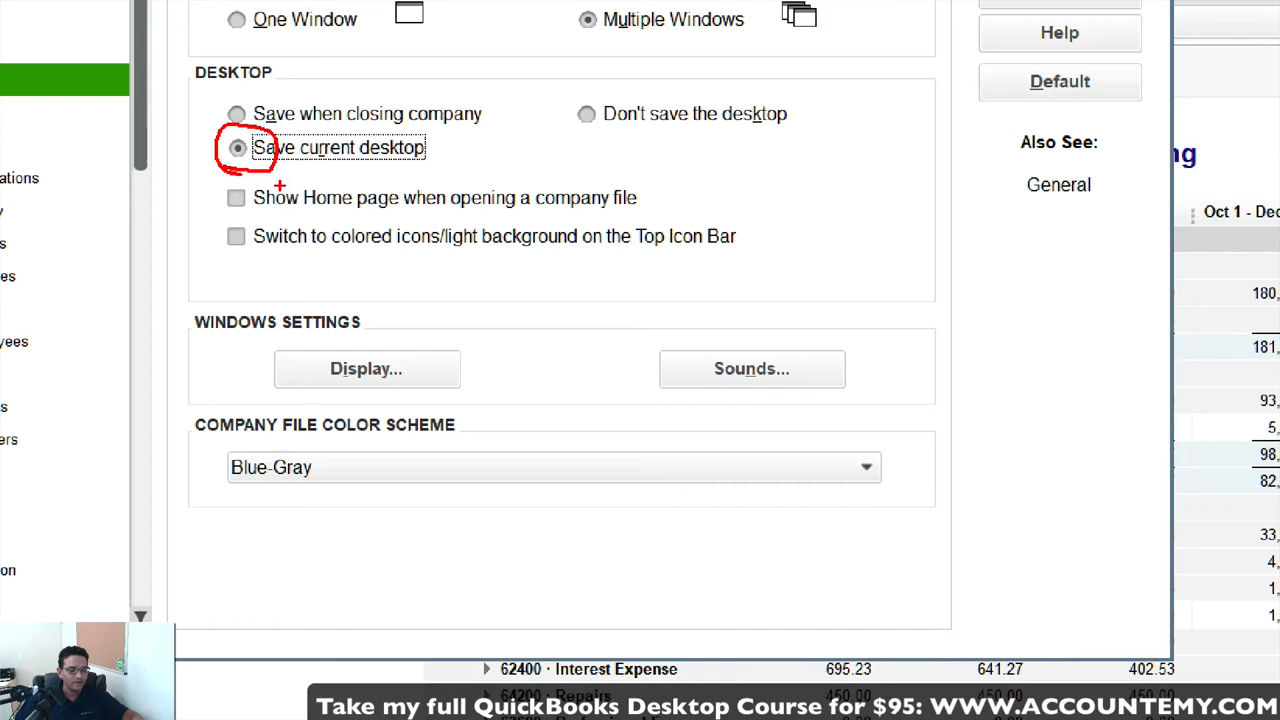 One Window
Multiple Windows
Help
DESKTOP
Default
Save when closing company
Don't save the desktop
Save current desktop
Also See:
ng
ations
General
Show Home page when opening a company file
Oct 1 - Dec
Switch to colored icons/light background on the Top Icon Bar
es
180,
WINDOWS SETTINGS
yees
181,
Display...
Sounds...
93,
COMPANY FILE COLOR SCHEME
5,
ers
98,
Blue-Gray
82,
33,
4,
on
1,
1,
62400 · Interest Expense
695.23
641.27
402.53
Take my full QuickBooks Desktop Course for $95: WWW.ACCOUNTEMY.COM